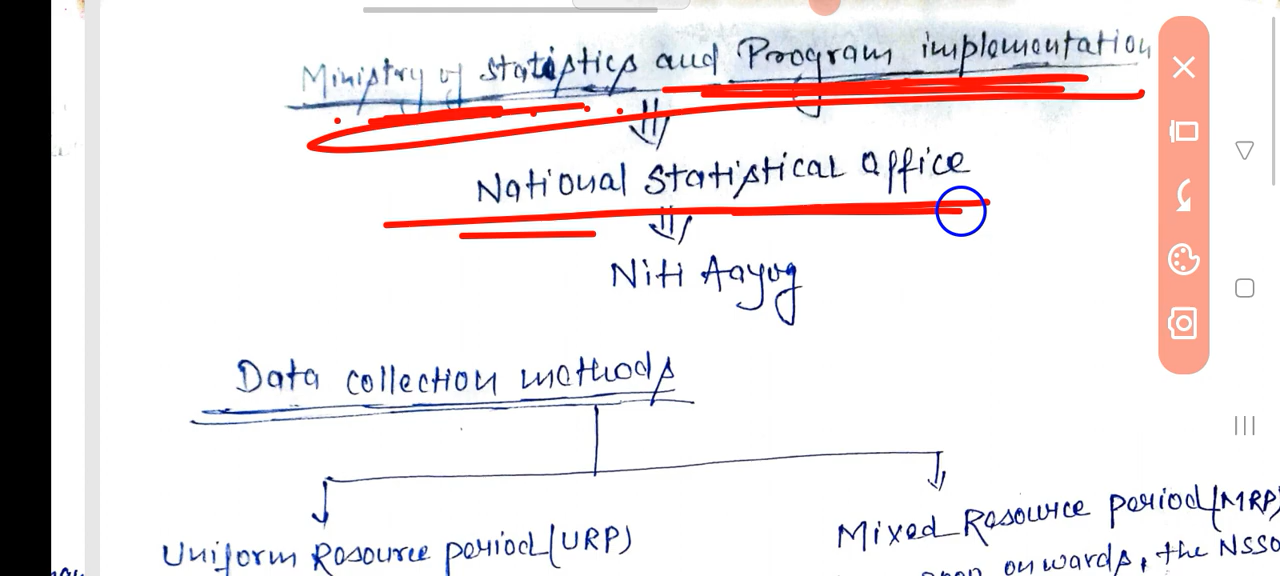 Ministry of Statistics and Program implementation
National Statistical office
Niti Aayog
Data collection methods
Uniform Resource period (URP)
Mixed Resource period (MRP)
onwards, the NSSO